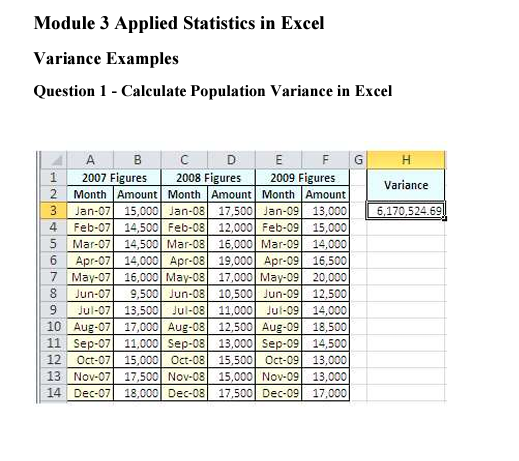 Module 3 Applied Statistics in Excel
Variance Examples
Question 1 - Calculate Population Variance in Excel
A B C D E F G H
1 2007 Figures 2008 Figures 2009 Figures Variance
2 Month Amount Month Amount Month Amount
3 Jan-07 15,000 Jan-08 17,500 Jan-09 13,000 6,170,524.69
4 Feb-07 14,500 Feb-08 12,000 Feb-09 15,000
5 Mar-07 14,500 Mar-08 16,000 Mar-09 14,000
6 Apr-07 14,000 Apr-08 19,000 Apr-09 16,500
7 May-07 16,000 May-08 17,000 May-09 20,000
8 Jun-07 9,500 Jun-08 10,500 Jun-09 12,500
9 Jul-07 13,500 Jul-08 11,000 Jul-09 14,000
10 Aug-07 17,000 Aug-08 12,500 Aug-09 18,500
11 Sep-07 11,000 Sep-08 13,000 Sep-09 14,500
12 Oct-07 15,000 Oct-08 15,500 Oct-09 13,000
13 Nov-07 17,500 Nov-08 15,000 Nov-09 13,000
14 Dec-07 18,000 Dec-08 17,500 Dec-09 17,000